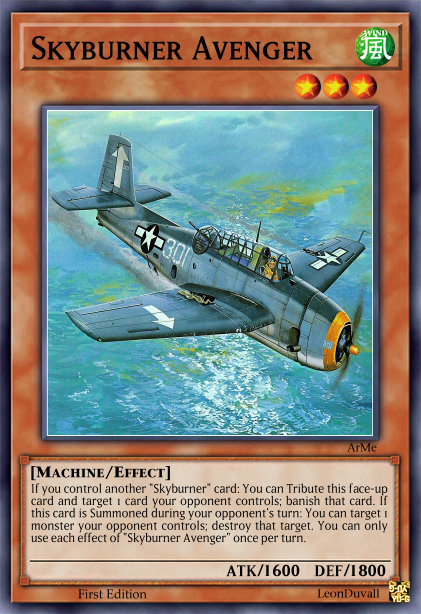 SKYBURNER AVENGER
WIND
風
301
ArMe
[MACHINE/EFFECT]
If you control another "Skyburner" card: You can Tribute this face-up
card and target 1 card your opponent controls; banish that card. If
this card is Summoned during your opponent's turn: You can target 1
monster your opponent controls; destroy that target. You can only
use each effect of "Skyburner Avenger" once per turn.
ATK/1600 DEF/1800
First Edition
LeonDuvall